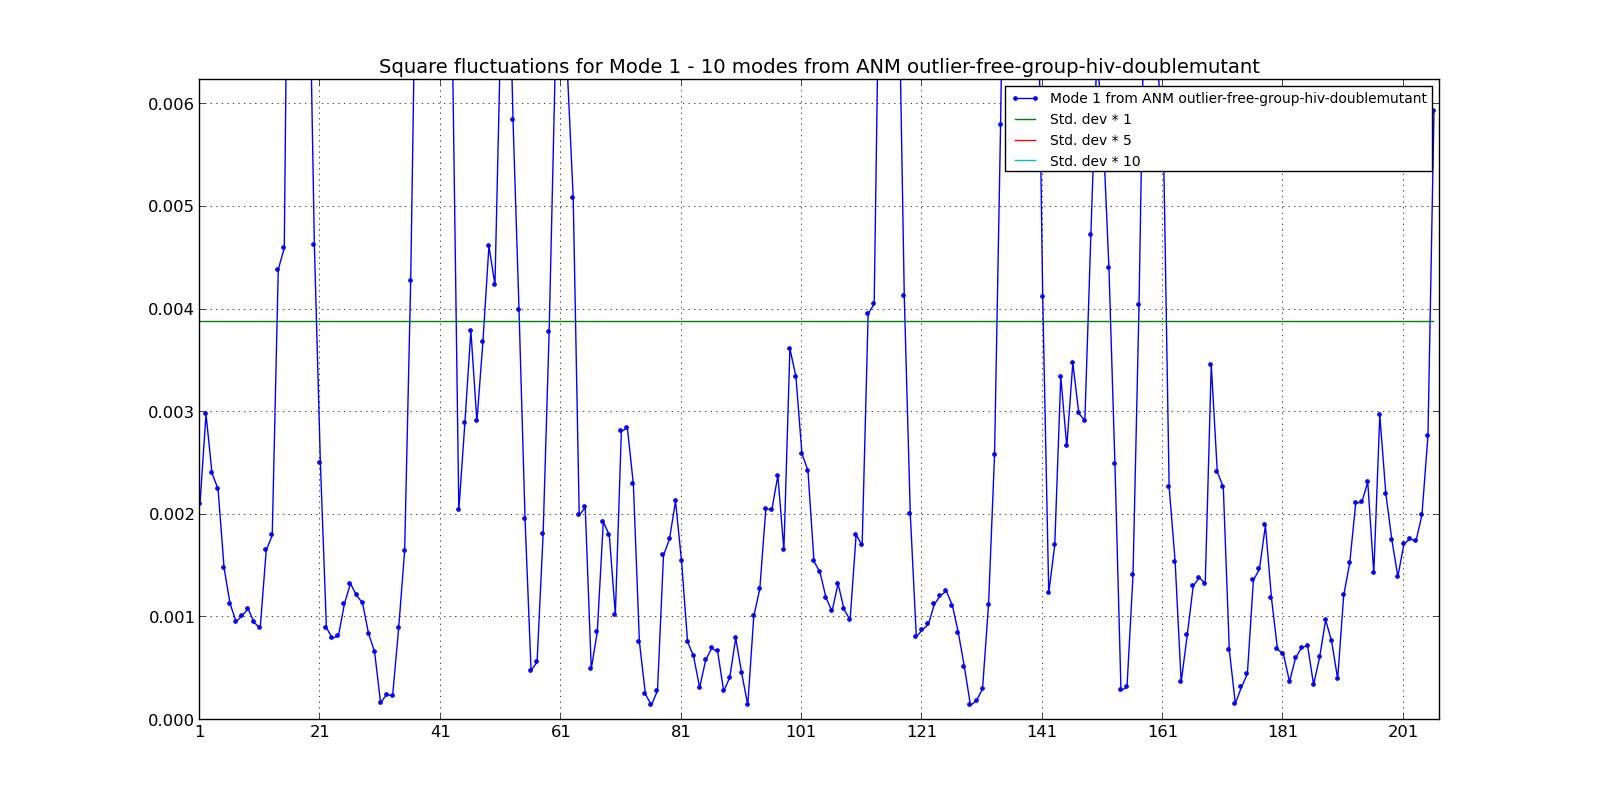 Square fluctuations for Mode 1 - 10 modes from ANM outlier-free-group-hiv-doublemutant
Mode 1 from ANM outlier-free-group-hiv-doublemutant
Std. dev * 1
Std. dev * 5
Std. dev * 10
0.006
0.005
0.004
0.003
0.002
0.001
0.000
1 21 41 61 81 101 121 141 161 181 201